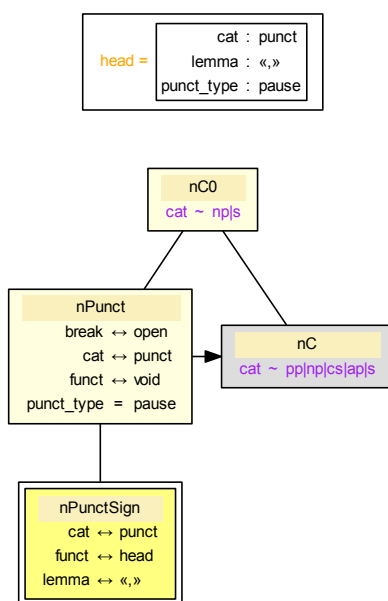 head =
cat : punct
lemma : «,»
punct_type : pause
nC0
cat ~ np|s
nPunct
break ↔ open
cat ↔ punct
funct ↔ void
punct_type = pause
nC
cat ~ pp|np|cs|ap|s
nPunctSign
cat ↔ punct
funct ↔ head
lemma ↔ «,»